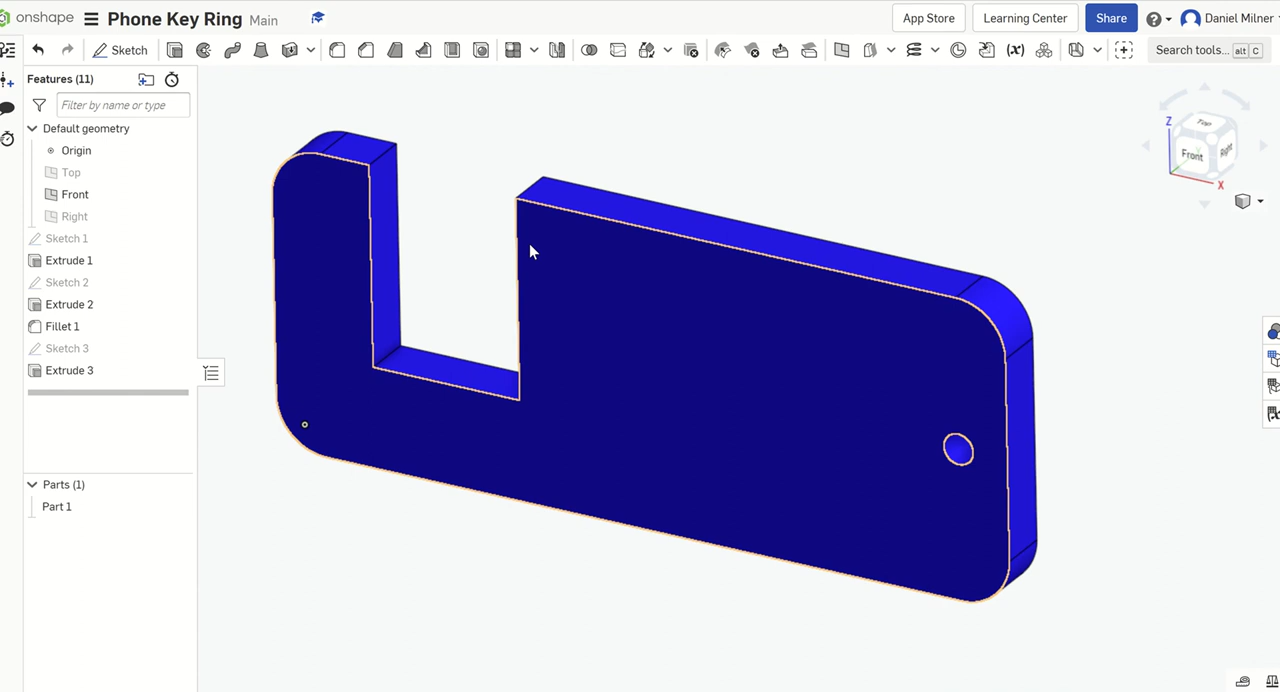 onshape Phone Key Ring Main App Store Learning Center Share Daniel Milner
Sketch Search tools... alt C
Features (11)
Filter by name or type
Default geometry
Origin
Top
Front
Right
Sketch 1
Extrude 1
Sketch 2
Extrude 2
Fillet 1
Sketch 3
Extrude 3
Parts (1)
Part 1
Z
Top
Front
Right
X